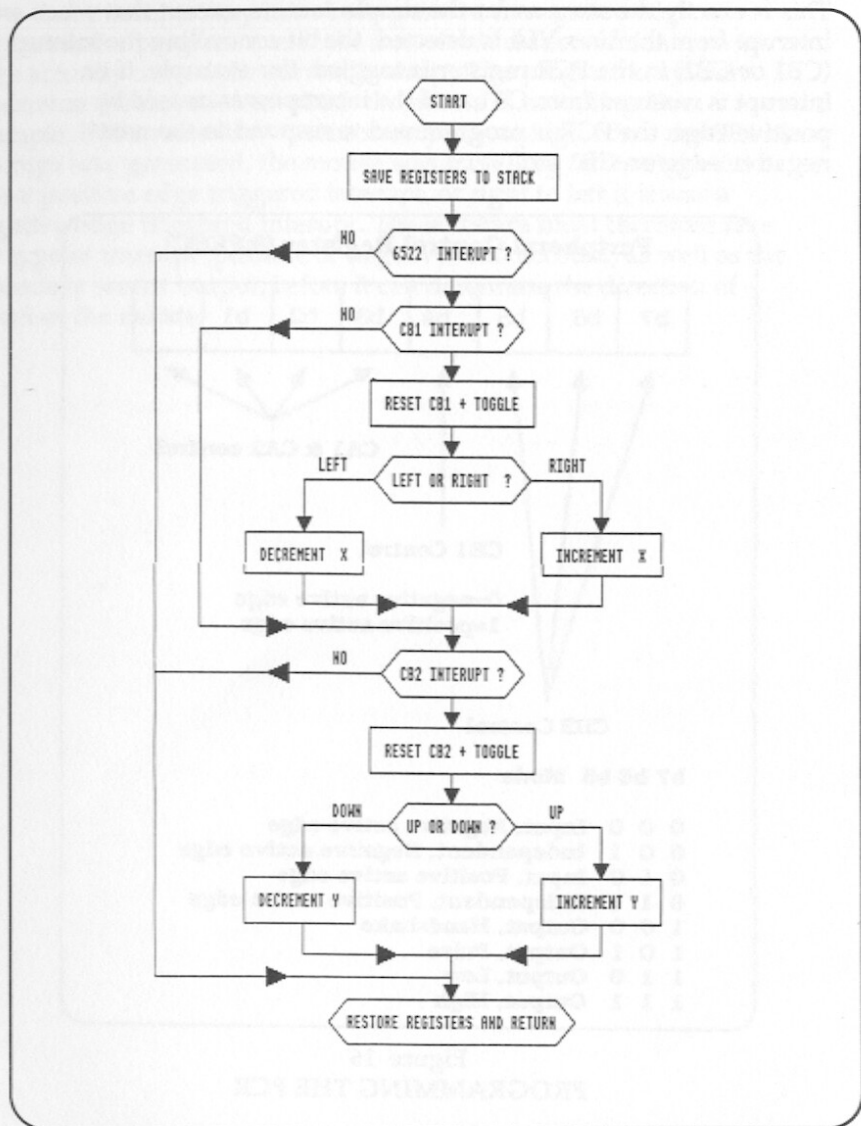 START
SAVE REGISTERS TO STACK
NO
6522 INTERUPT ?
NO
CB1 INTERUPT ?
RESET CB1 + TOGGLE
LEFT
RIGHT
LEFT OR RIGHT ?
DECREMENT X
INCREMENT X
NO
CB2 INTERUPT ?
RESET CB2 + TOGGLE
DOWN
UP
UP OR DOWN ?
DECREMENT Y
INCREMENT Y
RESTORE REGISTERS AND RETURN